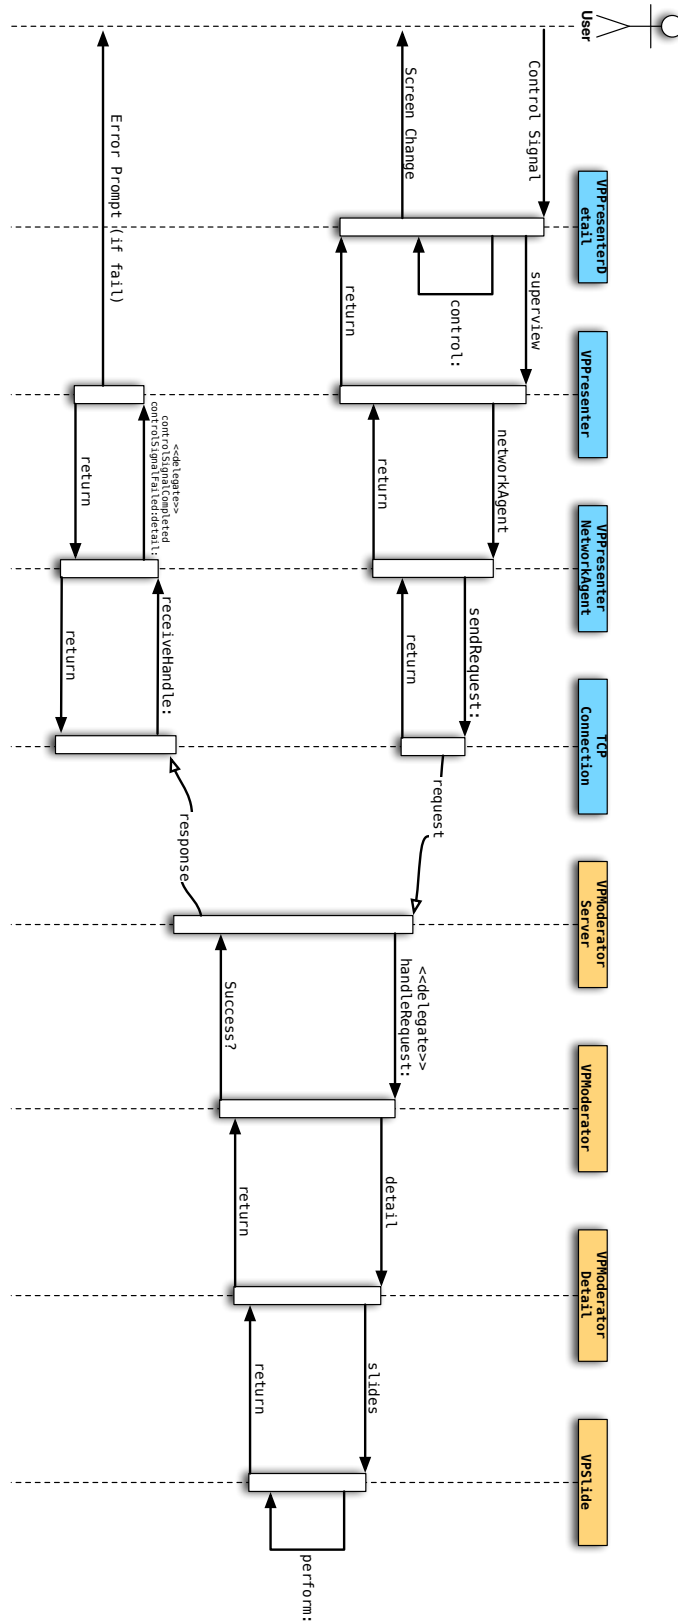 User
VPPresenterD
etail
VPPresenter
VPPresenter
NetworkAgent
TCP
Connection
VPModerator
Server
VPModerator
VPModerator
Detail
VPSlide
Control Signal
superview
control:
networkAgent
sendRequest:
request
<<delegate>>
handleRequest:
detail
slides
perform:
return
return
Success?
response
return
return
return
Screen Change
receiveHandle:
<<delegate>>
controlSignalCompleted
controlSignalFailed:detail:
return
return
Error Prompt (if fail)